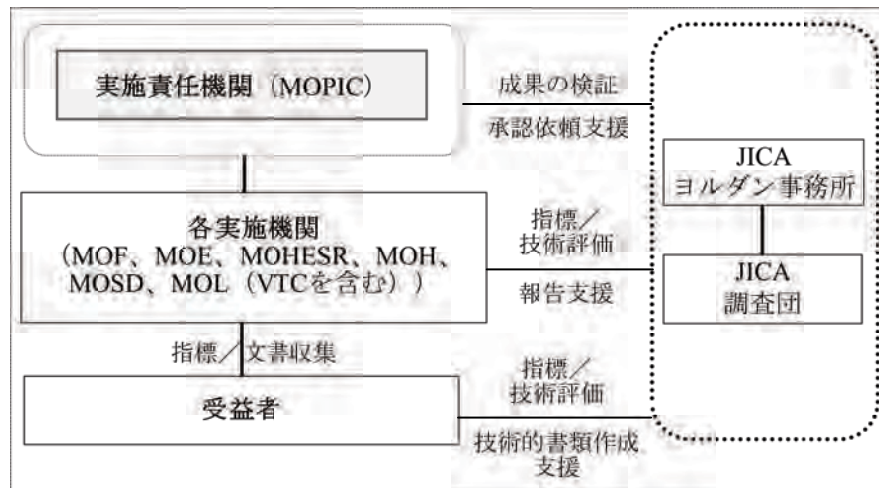 実施責任機関（MOPIC）
成果の検証
承認依頼支援
JICA
ヨルダン事務所
各実施機関
（MOF、MOE、MOHESR、MOH、
MOSD、MOL（VTCを含む））
指標／
技術評価
報告支援
JICA
調査団
指標／文書収集
受益者
指標／
技術評価
技術的書類作成
支援